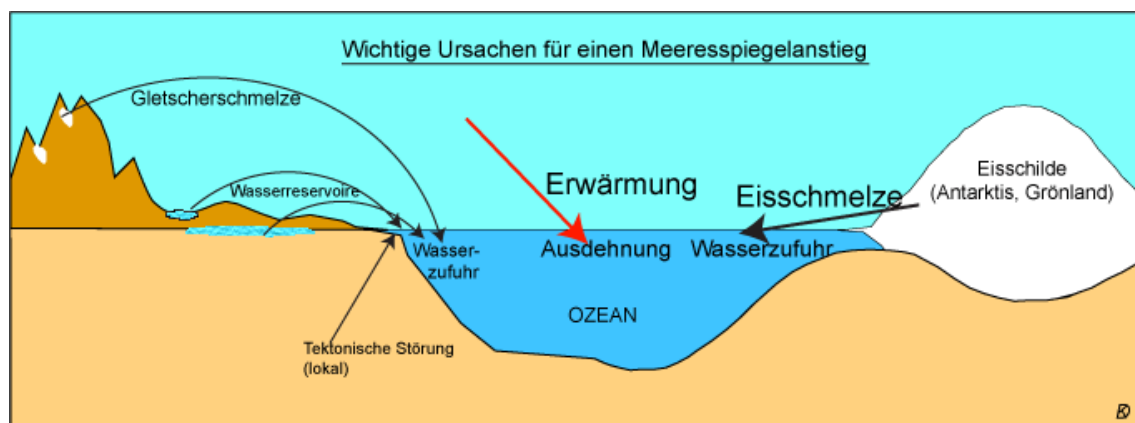 Wichtige Ursachen für einen Meeresspiegelanstieg
Gletscherschmelze
Wasserreservoire
Erwärmung
Eisschmelze
Eisschilde
(Antarktis, Grönland)
Wasser-
zufuhr
Ausdehnung
Wasserzufuhr
OZEAN
Tektonische Störung
(lokal)